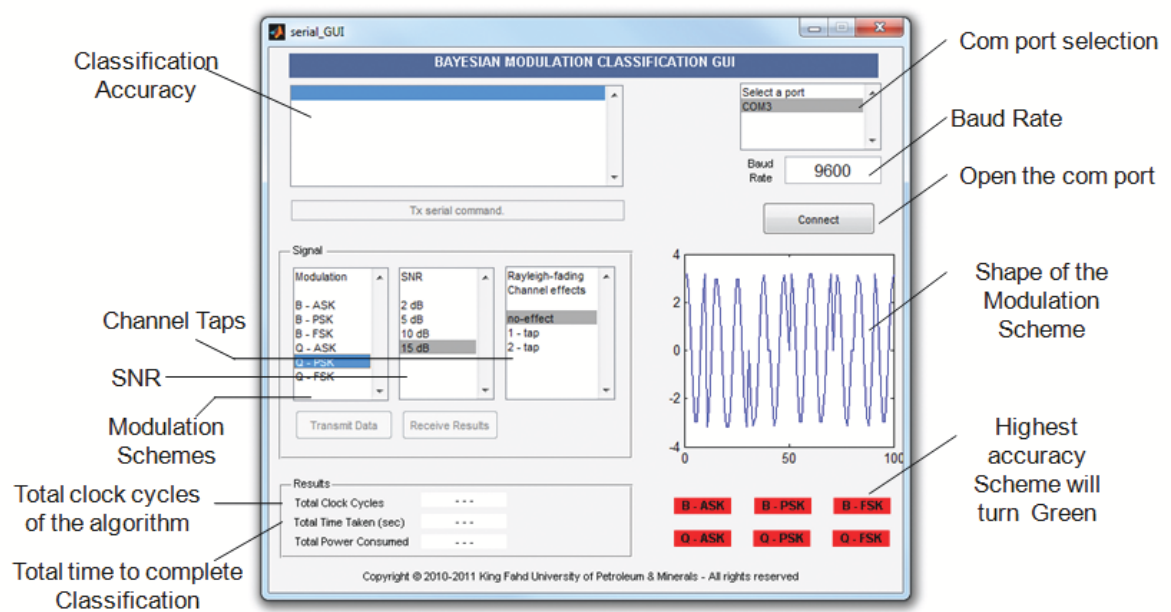 serial_GUI
BAYESIAN MODULATION CLASSIFICATION GUI
Classification
Accuracy
Select a port
COM3
Com port selection
Baud
Rate
9600
Baud Rate
Open the com port
Tx serial command.
Connect
Signal
Modulation
B - ASK
B - PSK
B - FSK
Q - ASK
Q - PSK
Q - FSK
SNR
2 dB
5 dB
10 dB
15 dB
Rayleigh-fading
Channel effects
no-effect
1 - tap
2 - tap
Channel Taps
SNR
Modulation
Schemes
Transmit Data
Receive Results
4
2
0
-2
-4
0
50
100
Shape of the
Modulation
Scheme
Highest
accuracy
Scheme will
turn Green
Results
Total Clock Cycles
- - -
Total Time Taken (sec)
- - -
Total Power Consumed
- - -
Total clock cycles
of the algorithm
Total time to complete
Classification
B - ASK
B - PSK
B - FSK
Q - ASK
Q - PSK
Q - FSK
Copyright © 2010-2011 King Fahd University of Petroleum & Minerals - All rights reserved